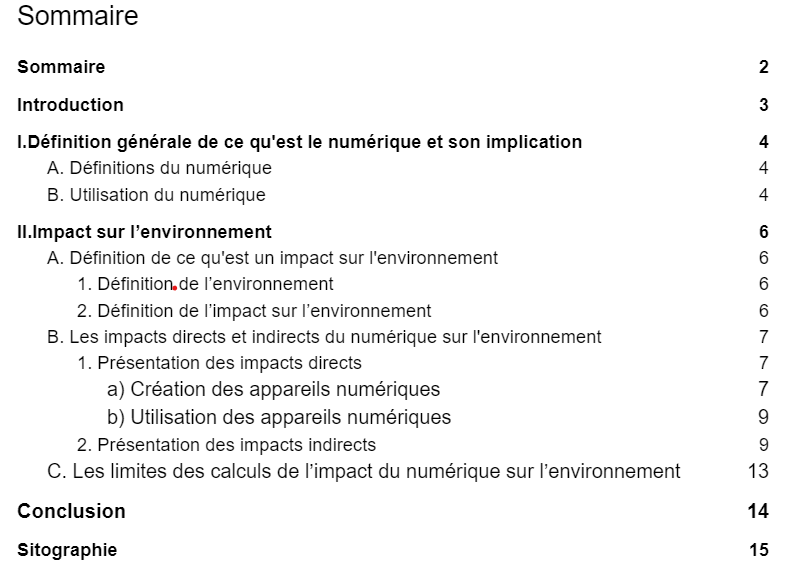 Sommaire
Sommaire 2
Introduction 3
I.Définition générale de ce qu'est le numérique et son implication 4
A. Définitions du numérique 4
B. Utilisation du numérique 4
II.Impact sur l’environnement 6
A. Définition de ce qu'est un impact sur l'environnement 6
1. Définition de l’environnement 6
2. Définition de l’impact sur l’environnement 6
B. Les impacts directs et indirects du numérique sur l'environnement 7
1. Présentation des impacts directs 7
a) Création des appareils numériques 7
b) Utilisation des appareils numériques 9
2. Présentation des impacts indirects 9
C. Les limites des calculs de l’impact du numérique sur l’environnement 13
Conclusion 14
Sitographie 15